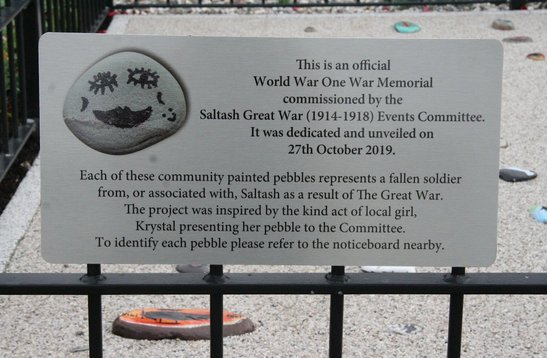 This is an official
World War One War Memorial
commissioned by the
Saltash Great War (1914-1918) Events Committee.
It was dedicated and unveiled on
27th October 2019.
Each of these community painted pebbles represents a fallen soldier
from, or associated with, Saltash as a result of The Great War.
The project was inspired by the kind act of local girl,
Krystal presenting her pebble to the Committee.
To identify each pebble please refer to the noticeboard nearby.